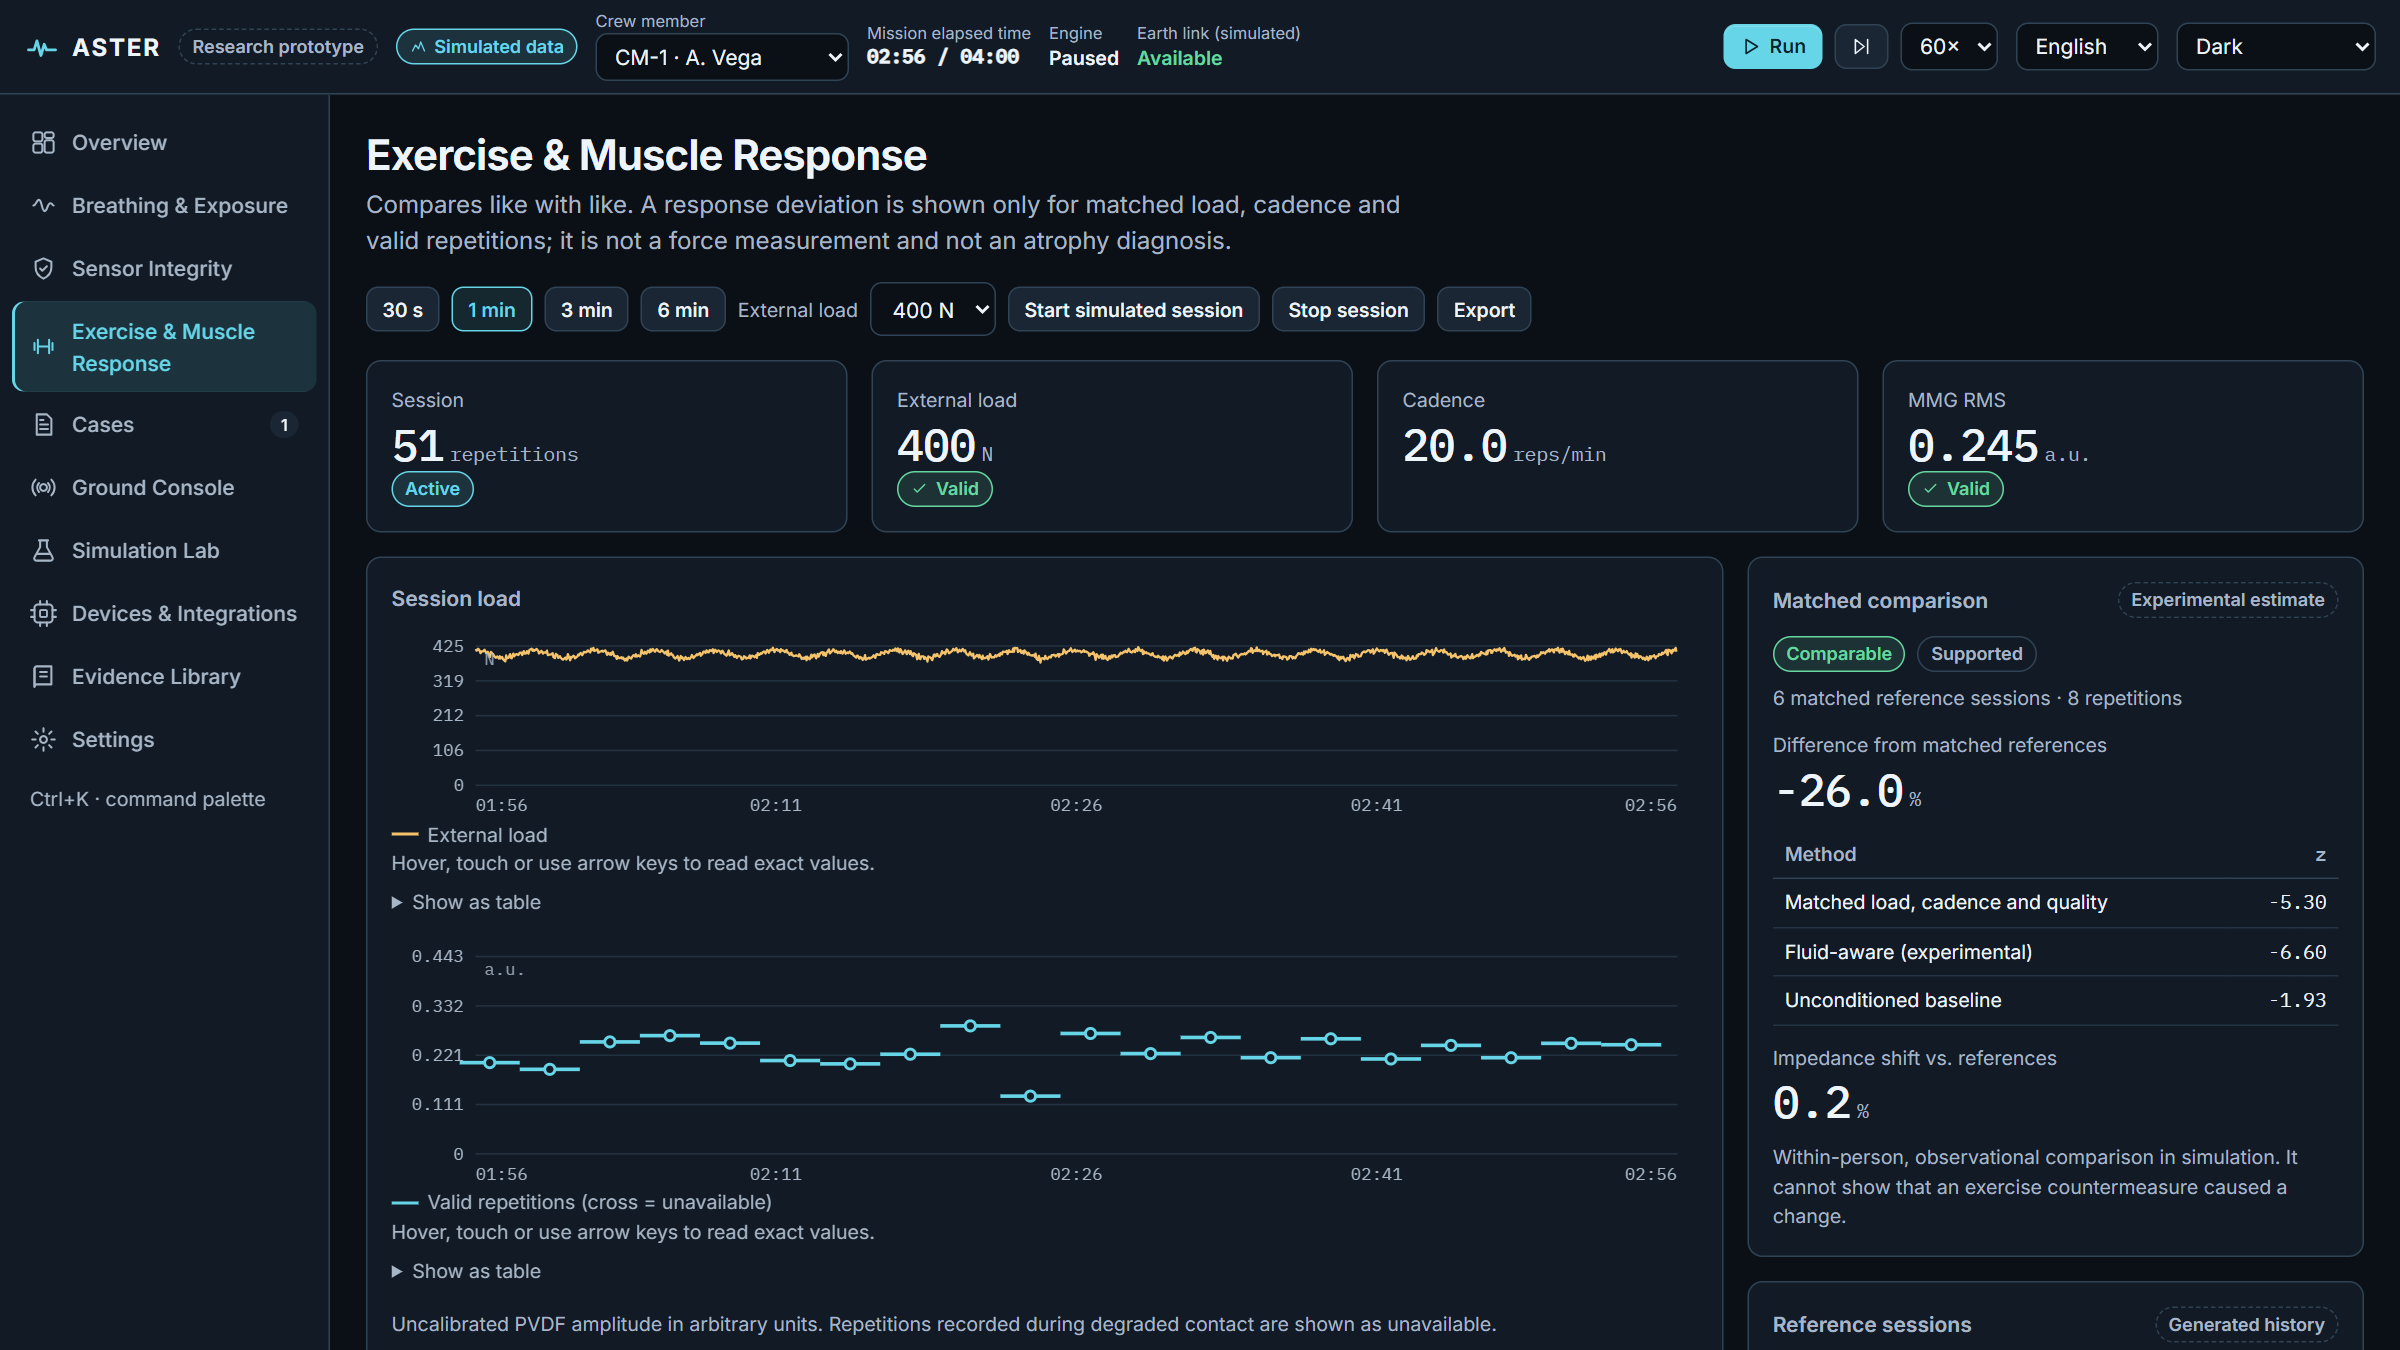 ASTER
Research prototype
Simulated data
Crew member
CM-1 · A. Vega
Mission elapsed time
02:56 / 04:00
Engine
Paused
Earth link (simulated)
Available
Run
60×
English
Dark
Overview
Breathing & Exposure
Sensor Integrity
Exercise & Muscle
Response
Cases
1
Ground Console
Simulation Lab
Devices & Integrations
Evidence Library
Settings
Ctrl+K · command palette
Exercise & Muscle Response
Compares like with like. A response deviation is shown only for matched load, cadence and
valid repetitions; it is not a force measurement and not an atrophy diagnosis.
30 s
1 min
3 min
6 min
External load
400 N
Start simulated session
Stop session
Export
Session
51 repetitions
Active
External load
400 N
Valid
Cadence
20.0 reps/min
MMG RMS
0.245 a.u.
Valid
Session load
425
N
319
212
106
0
01:56
02:11
02:26
02:41
02:56
External load
Hover, touch or use arrow keys to read exact values.
Show as table
0.443
a.u.
0.332
0.221
0.111
0
01:56
02:11
02:26
02:41
02:56
Valid repetitions (cross = unavailable)
Hover, touch or use arrow keys to read exact values.
Show as table
Uncalibrated PVDF amplitude in arbitrary units. Repetitions recorded during degraded contact are shown as unavailable.
Matched comparison
Experimental estimate
Comparable
Supported
6 matched reference sessions · 8 repetitions
Difference from matched references
-26.0 %
Method z
Matched load, cadence and quality -5.30
Fluid-aware (experimental) -6.60
Unconditioned baseline -1.93
Impedance shift vs. references
0.2 %
Within-person, observational comparison in simulation. It
cannot show that an exercise countermeasure caused a
change.
Reference sessions
Generated history